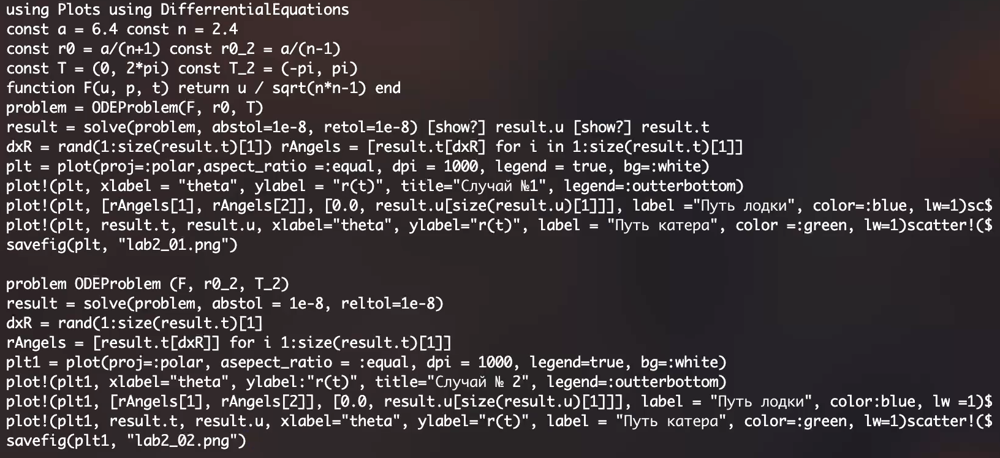 using Plots using DifferrentialEquations
const a = 6.4 const n = 2.4
const r0 = a/(n+1) const r0_2 = a/(n-1)
const T = (0, 2*pi) const T_2 = (-pi, pi)
function F(u, p, t) return u / sqrt(n*n-1) end
problem = ODEProblem(F, r0, T)
result = solve(problem, abstol=1e-8, retol=1e-8) [show?] result.u [show?] result.t
dxR = rand(1:size(result.t)[1]) rAngels = [result.t[dxR] for i in 1:size(result.t)[1]]
plt = plot(proj=:polar,aspect_ratio =:equal, dpi = 1000, legend = true, bg=:white)
plot!(plt, xlabel = "theta", ylabel = "r(t)", title="Случай №1", legend=:outterbottom)
plot!(plt, [rAngels[1], rAngels[2]], [0.0, result.u[size(result.u)[1]]], label ="Путь лодки", color=:blue, lw=1)sc$
plot!(plt, result.t, result.u, xlabel="theta", ylabel="r(t)", label = "Путь катера", color =:green, lw=1)scatter!($
savefig(plt, "lab2_01.png")

problem ODEProblem (F, r0_2, T_2)
result = solve(problem, abstol = 1e-8, reltol=1e-8)
dxR = rand(1:size(result.t)[1]
rAngels = [result.t[dxR]] for i 1:size(result.t)[1]]
plt1 = plot(proj=:polar, asepect_ratio = :equal, dpi = 1000, legend=true, bg=:white)
plot!(plt1, xlabel="theta", ylabel:"r(t)", title="Случай № 2", legend=:outterbottom)
plot!(plt1, [rAngels[1], rAngels[2]], [0.0, result.u[size(result.u)[1]]], label = "Путь лодки", color:blue, lw =1)$
plot!(plt1, result.t, result.u, xlabel="theta", ylabel="r(t)", label = "Путь катера", color=:green, lw=1)scatter!($
savefig(plt1, "lab2_02.png")